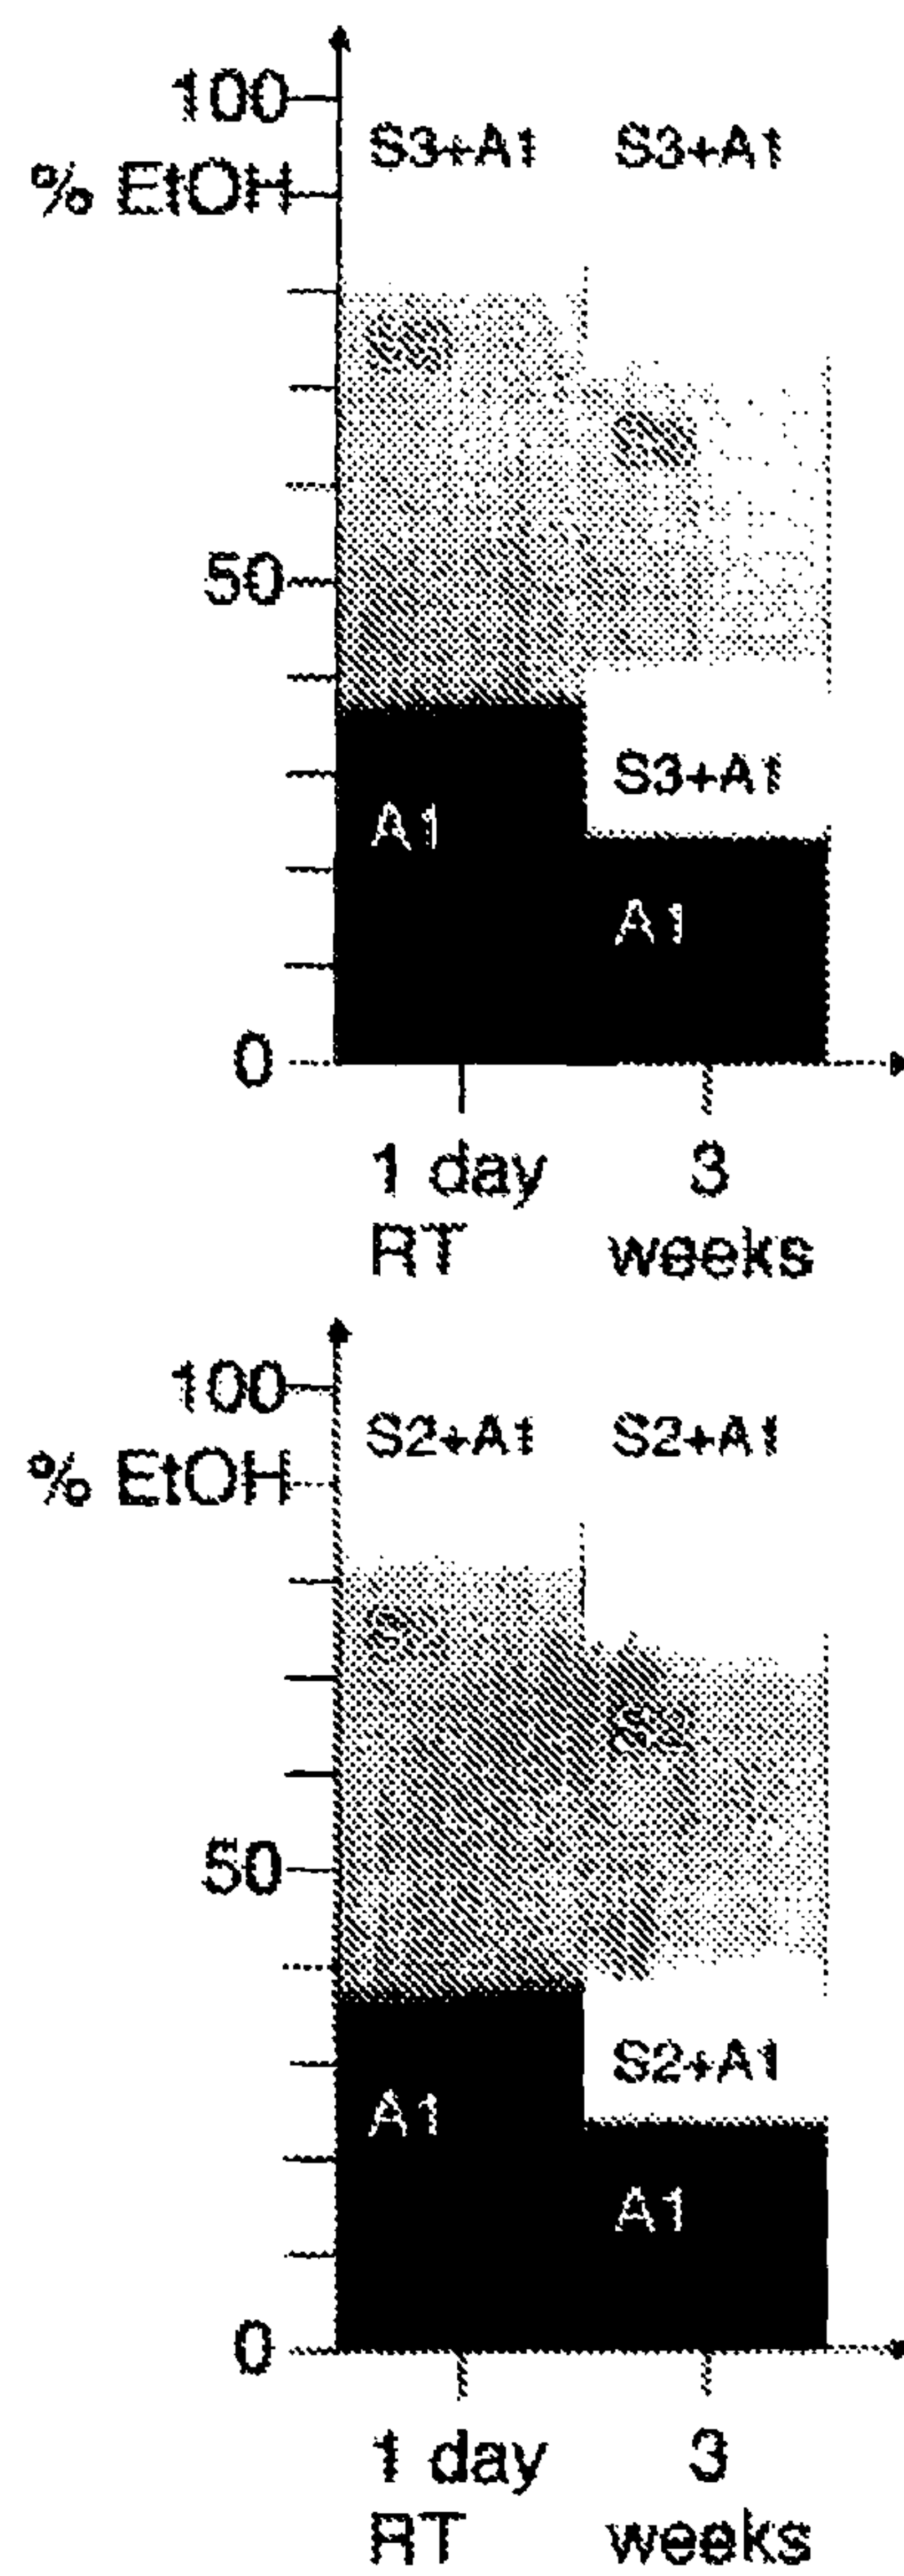 100
S3+A1 S3+A1
% EtOH
50
S3+A1
A1
A1
0
1 day 3
RT weeks
100
S2+A1 S2+A1
% EtOH
50
S2+A1
A1
A1
0
1 day 3
RT weeks